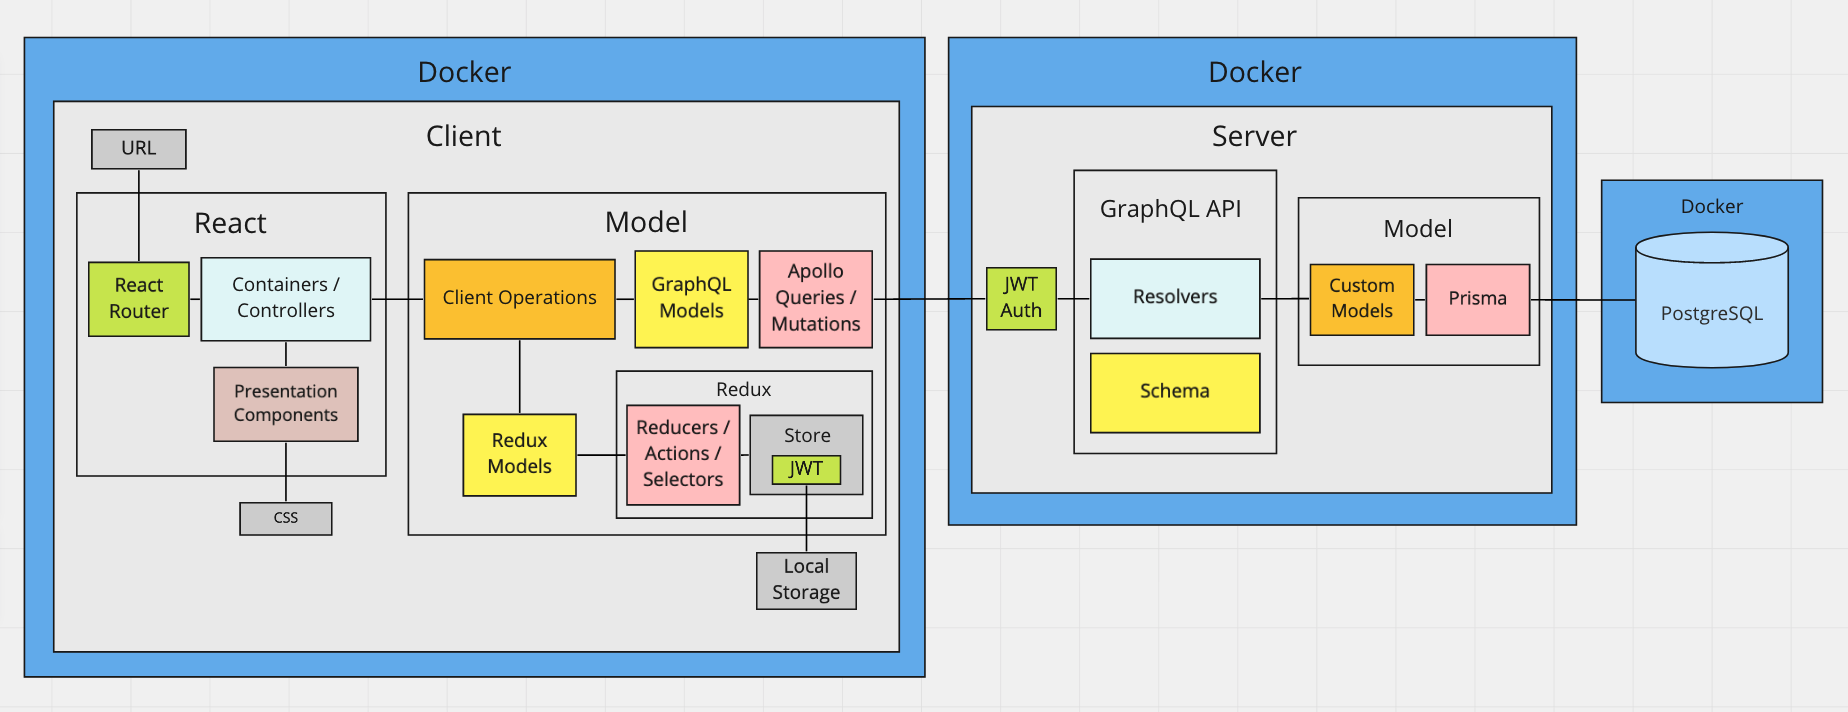 Docker
Client
URL
React
React
Router
Containers /
Controllers
Presentation
Components
CSS
Model
Client Operations
GraphQL
Models
Apollo
Queries /
Mutations
Redux
Models
Redux
Reducers /
Actions /
Selectors
Store
JWT
Local
Storage
Docker
Server
JWT
Auth
GraphQL API
Resolvers
Schema
Model
Custom
Models
Prisma
Docker
PostgreSQL